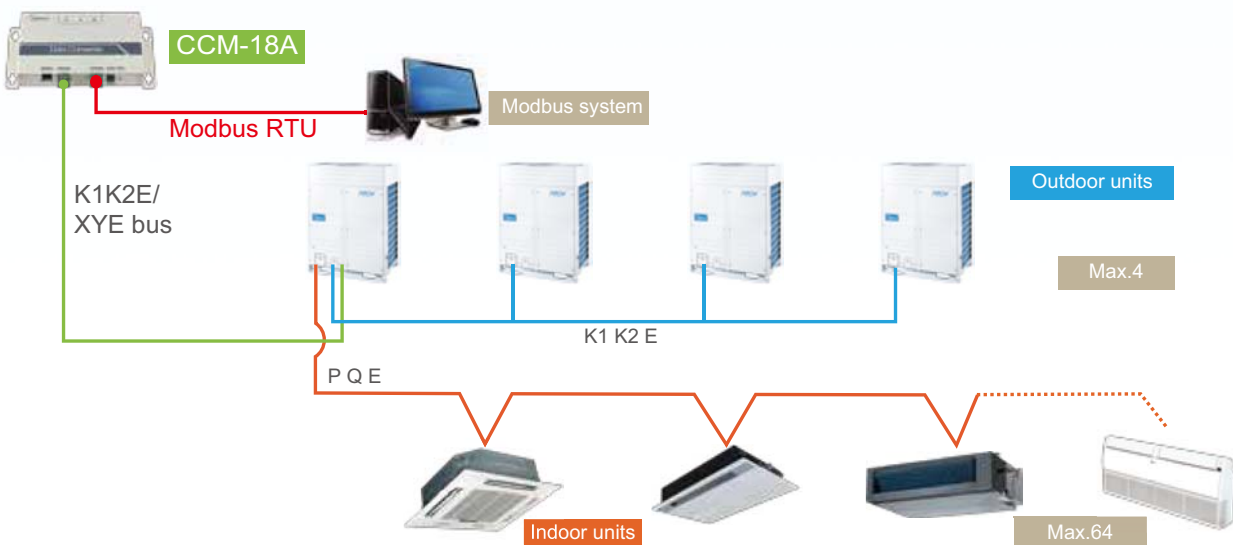 CCM-18A
Modbus RTU
Modbus system
K1K2E/
XYE bus
Outdoor units
Max.4
K1 K2 E
P Q E
Indoor units
Max.64